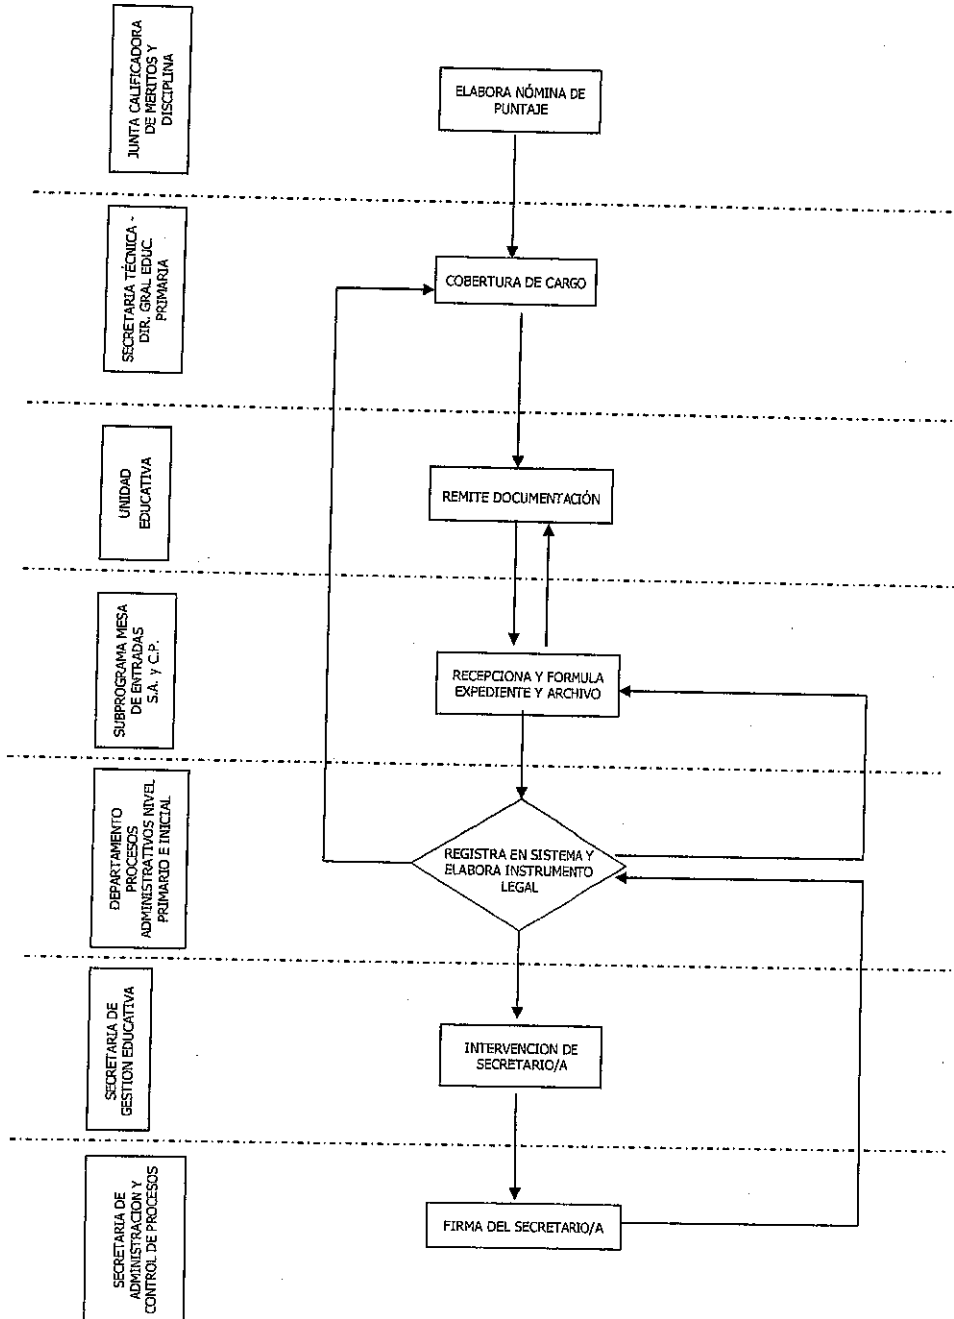 JUNTA CALIFICADORA
DE MERITOS Y
DISCIPLINA
ELABORA NÓMINA DE
PUNTAJE
SECRETARIA TÉCNICA -
DIR. GRAL EDUC.
PRIMARIA
COBERTURA DE CARGO
UNIDAD
EDUCATIVA
REMITE DOCUMENTACIÓN
SUBPROGRAMA MESA
DE ENTRADAS
S.A. y C.P.
RECEPCIONA Y FORMULA
EXPEDIENTE Y ARCHIVO
DEPARTAMENTO
PROCESOS
ADMINISTRATIVOS NIVEL
PRIMARIO E INICIAL
REGISTRA EN SISTEMA Y
ELABORA INSTRUMENTO
LEGAL
SECRETARIA DE
GESTION EDUCATIVA
INTERVENCION DE
SECRETARIO/A
SECRETARIA DE
ADMINISTRACION Y
CONTROL DE PROCESOS
FIRMA DEL SECRETARIO/A